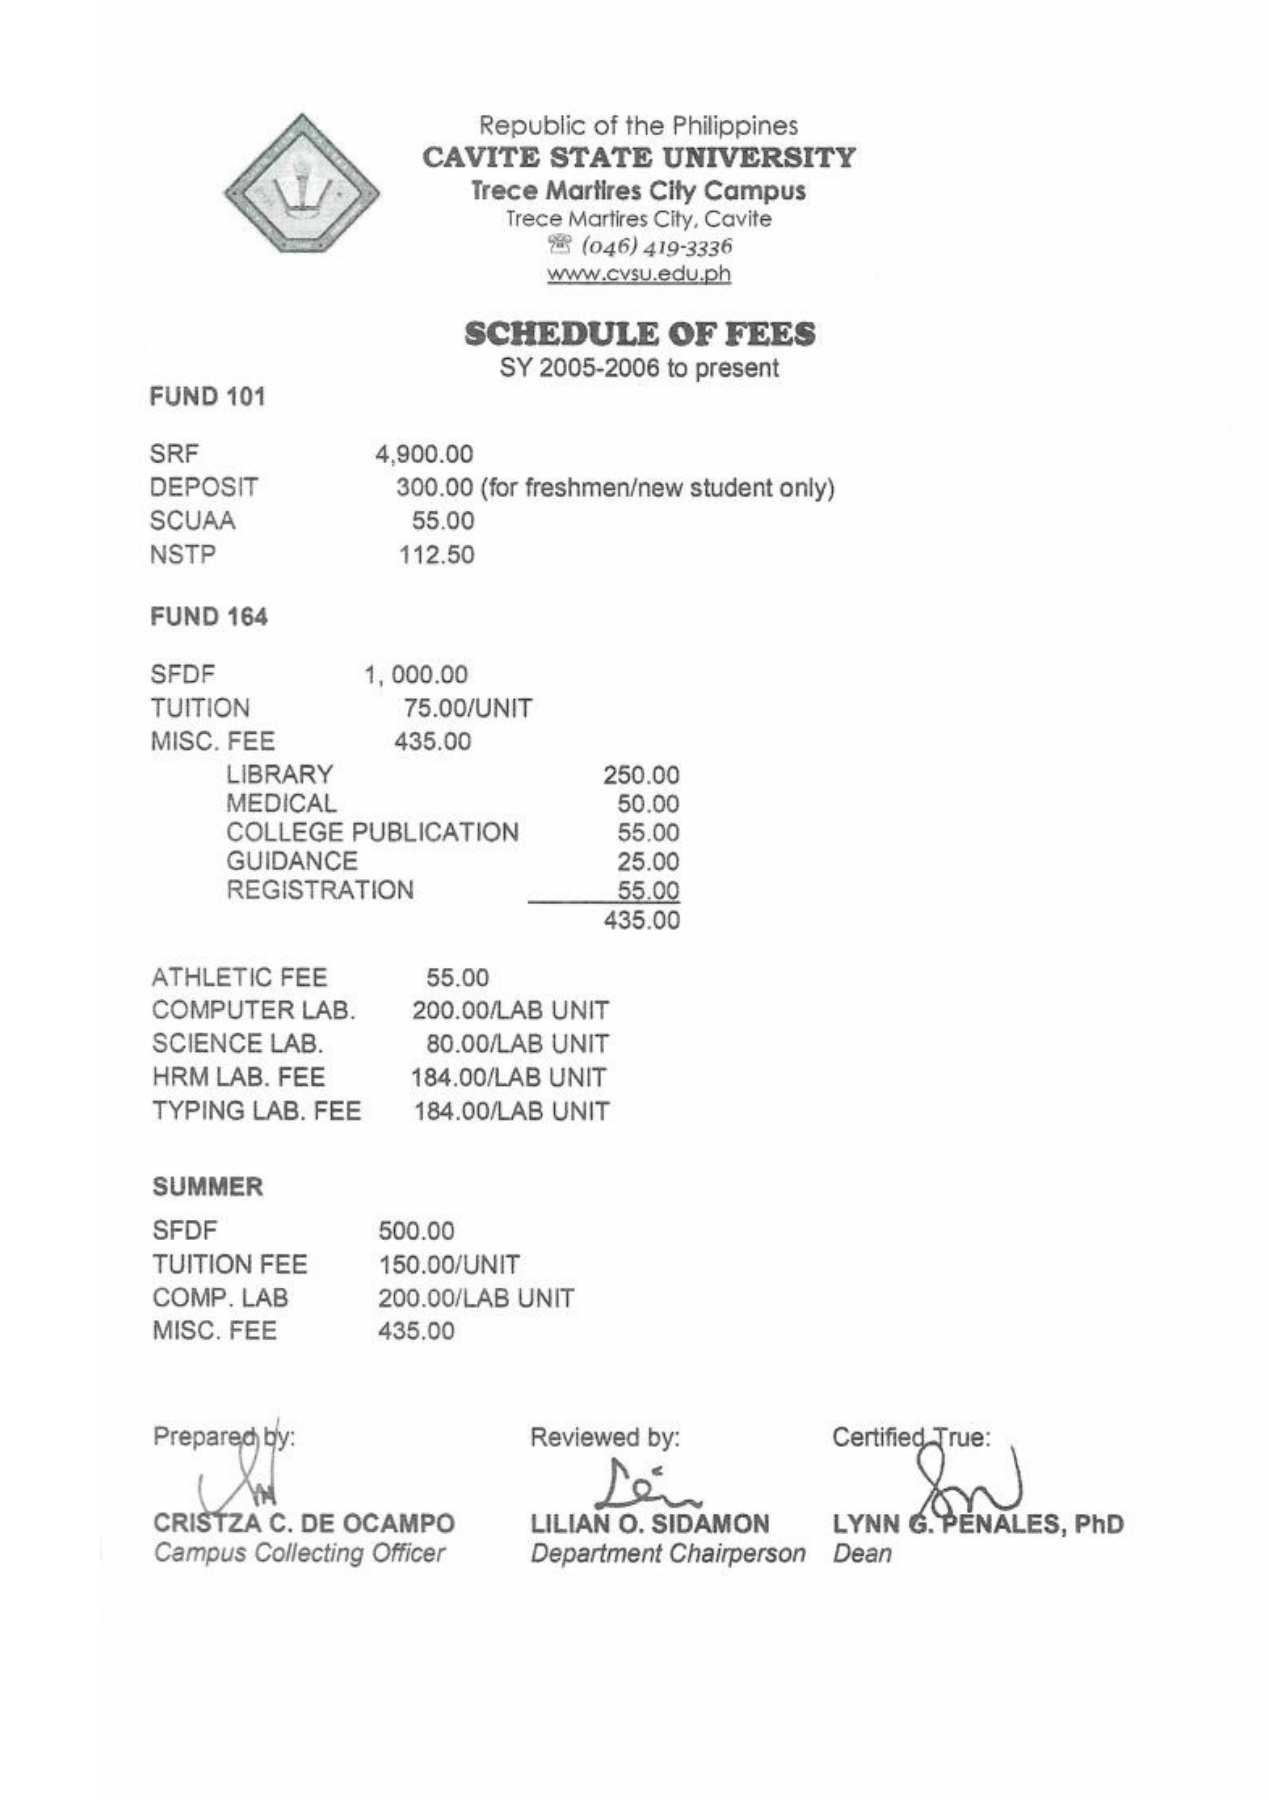 Republic of the Philippines
CAVITE STATE UNIVERSITY
Trece Martires City Campus
Trece Martires City, Cavite
☏ (046) 419-3336
www.cvsu.edu.ph
SCHEDULE OF FEES
SY 2005-2006 to present
FUND 101
SRF 4,900.00
DEPOSIT 300.00 (for freshmen/new student only)
SCUAA 55.00
NSTP 112.50
FUND 164
SFDF 1, 000.00
TUITION 75.00/UNIT
MISC. FEE 435.00
LIBRARY 250.00
MEDICAL 50.00
COLLEGE PUBLICATION 55.00
GUIDANCE 25.00
REGISTRATION 55.00
435.00
ATHLETIC FEE 55.00
COMPUTER LAB. 200.00/LAB UNIT
SCIENCE LAB. 80.00/LAB UNIT
HRM LAB. FEE 184.00/LAB UNIT
TYPING LAB. FEE 184.00/LAB UNIT
SUMMER
SFDF 500.00
TUITION FEE 150.00/UNIT
COMP. LAB 200.00/LAB UNIT
MISC. FEE 435.00
Prepared by: Reviewed by: Certified True:
CRISTZA C. DE OCAMPO LILIAN O. SIDAMON LYNN G. PENALES, PhD
Campus Collecting Officer Department Chairperson Dean